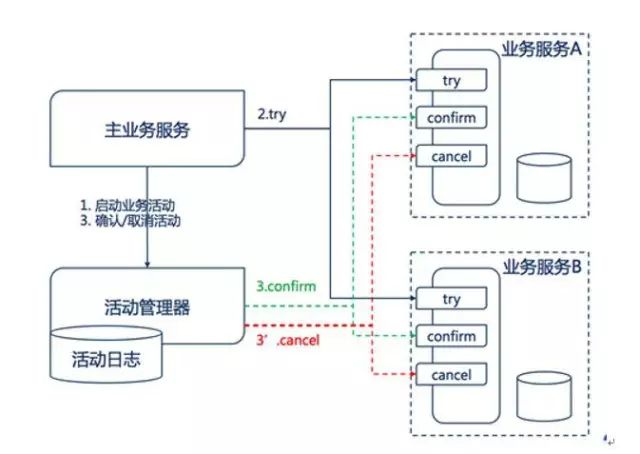 业务服务A
try
confirm
cancel
主业务服务
2.try
1. 启动业务活动
3. 确认/取消活动
活动管理器
活动日志
3.confirm
3’.cancel
业务服务B
try
confirm
cancel